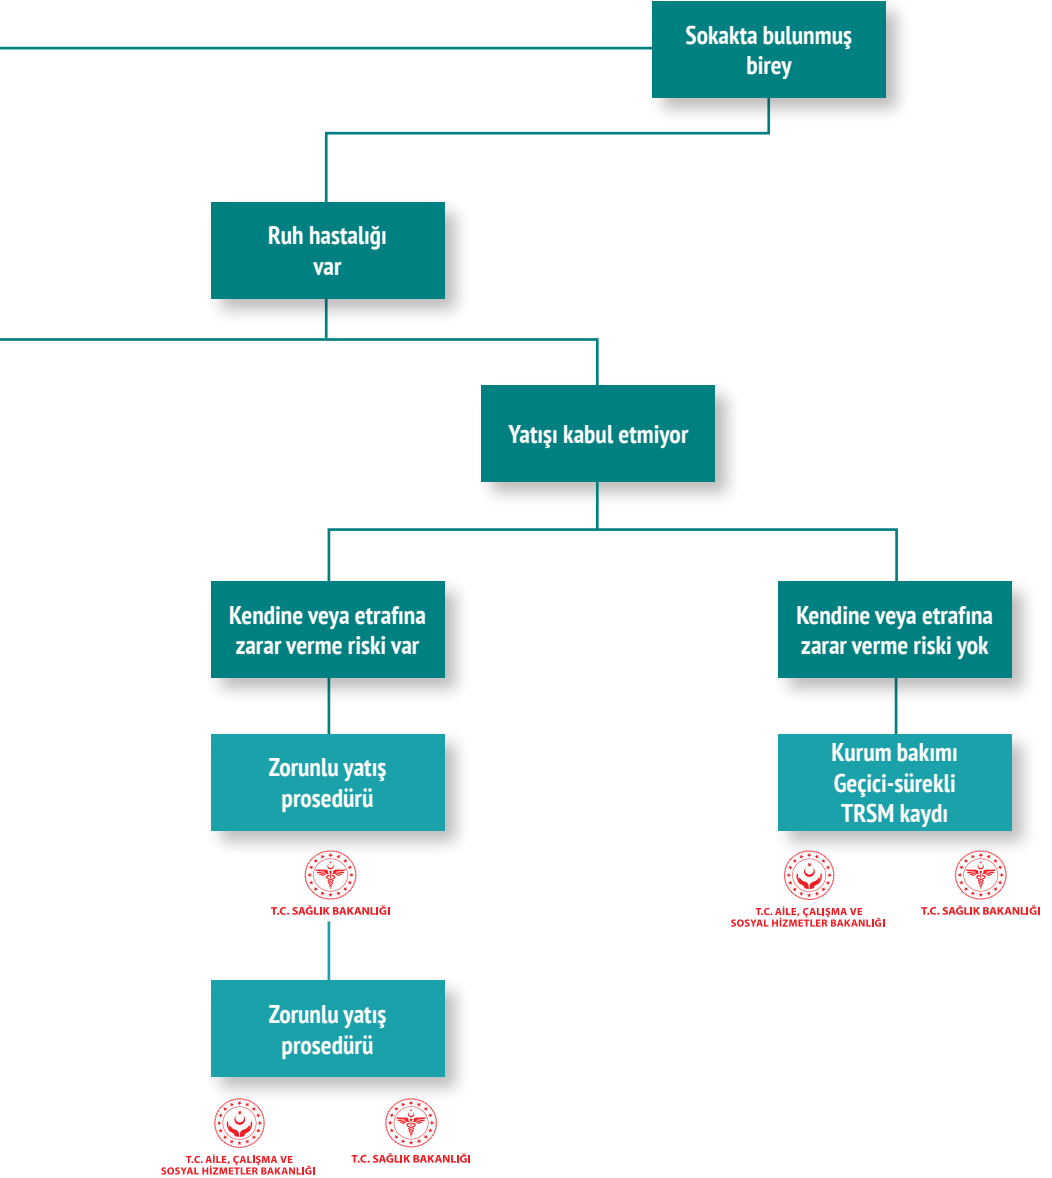 Sokakta bulunmuş
birey
Ruh hastalığı
var
Yatışı kabul etmiyor
Kendine veya etrafına
zarar verme riski var
Kendine veya etrafına
zarar verme riski yok
Zorunlu yatış
prosedürü
Kurum bakımı
Geçici-sürekli
TRSM kaydı
T.C. SAĞLIK BAKANLIĞI
T.C. AİLE, ÇALIŞMA VE
SOSYAL HİZMETLER BAKANLIĞI
T.C. SAĞLIK BAKANLIĞI
Zorunlu yatış
prosedürü
T.C. AİLE, ÇALIŞMA VE
SOSYAL HİZMETLER BAKANLIĞI
T.C. SAĞLIK BAKANLIĞI